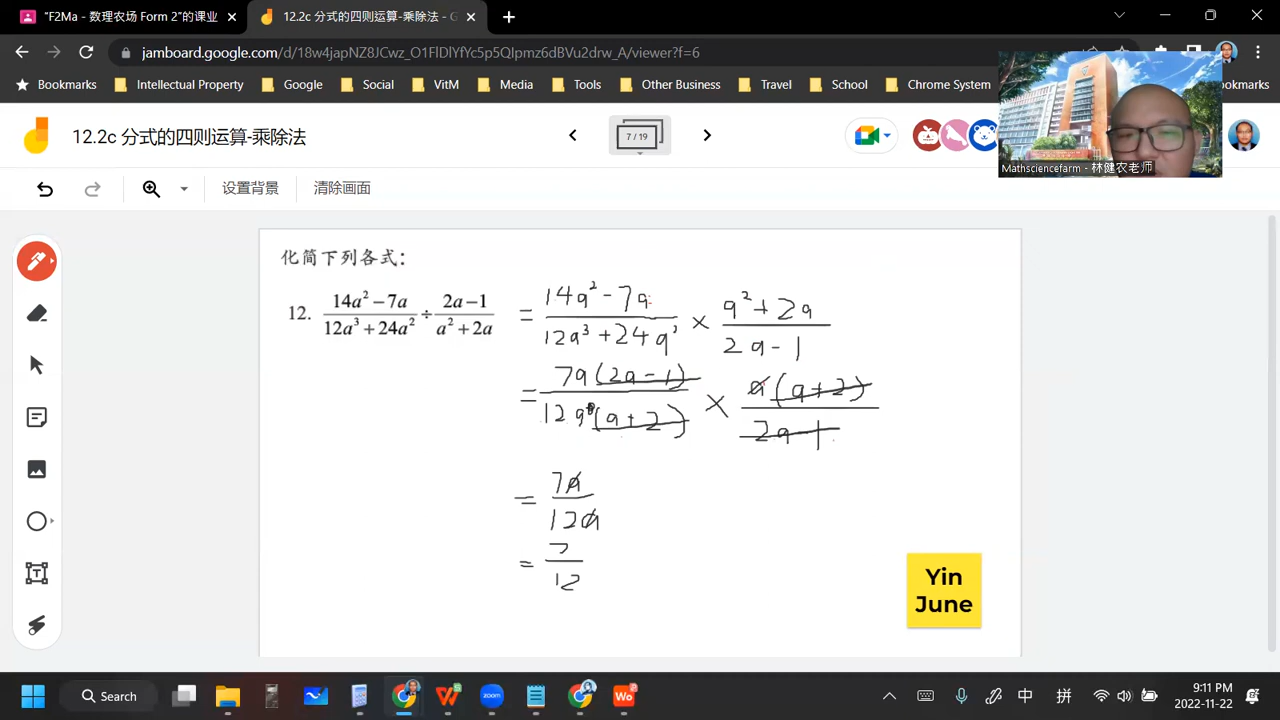 "F2Ma - 数理农场 Form 2"的课业
12.2c 分式的四则运算-乘除法 - G
jamboard.google.com/d/18w4japNZ8JCwz_O1FlDlYfYc5p5QIpmz6dBVu2drw_A/viewer?f=6
Bookmarks
Intellectual Property
Google
Social
VitM
Media
Tools
Other Business
Travel
School
Chrome System
okmarks
12.2c 分式的四则运算-乘除法
7 / 19
Mathsciencefarm - 林健农老师
设置背景
清除画面
化简下列各式：
12. (14a² − 7a)/(12a³ + 24a²) ÷ (2a − 1)/(a² + 2a) = (14a² - 7a)/(12a³ + 24a²) × (a² + 2a)/(2a - 1)
= 7a(2a - 1)/12a²(a + 2) × a(a + 2)/(2a - 1)
= 7a/12a
= 7/12
Yin
June
Search
中
拼
9:11 PM
2022-11-22